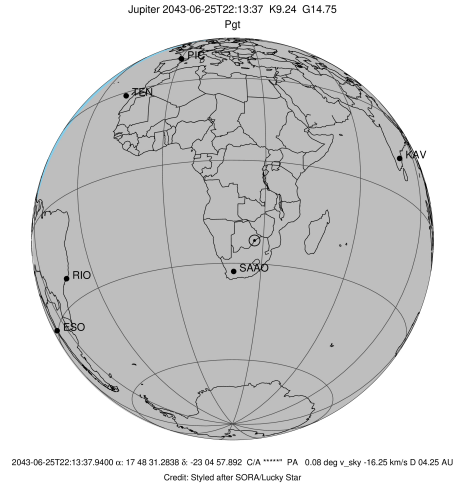 Jupiter 2043-06-25T22:13:37 K9.24 G14.75
Pgt
PIC
TEN
KAV
SAAO
RIO
ESO
2043-06-25T22:13:37.9400 α: 17 48 31.2838 δ: -23 04 57.892 C/A *****" PA 0.08 deg v_sky -16.25 km/s D 04.25 AU
Credit: Styled after SORA/Lucky Star